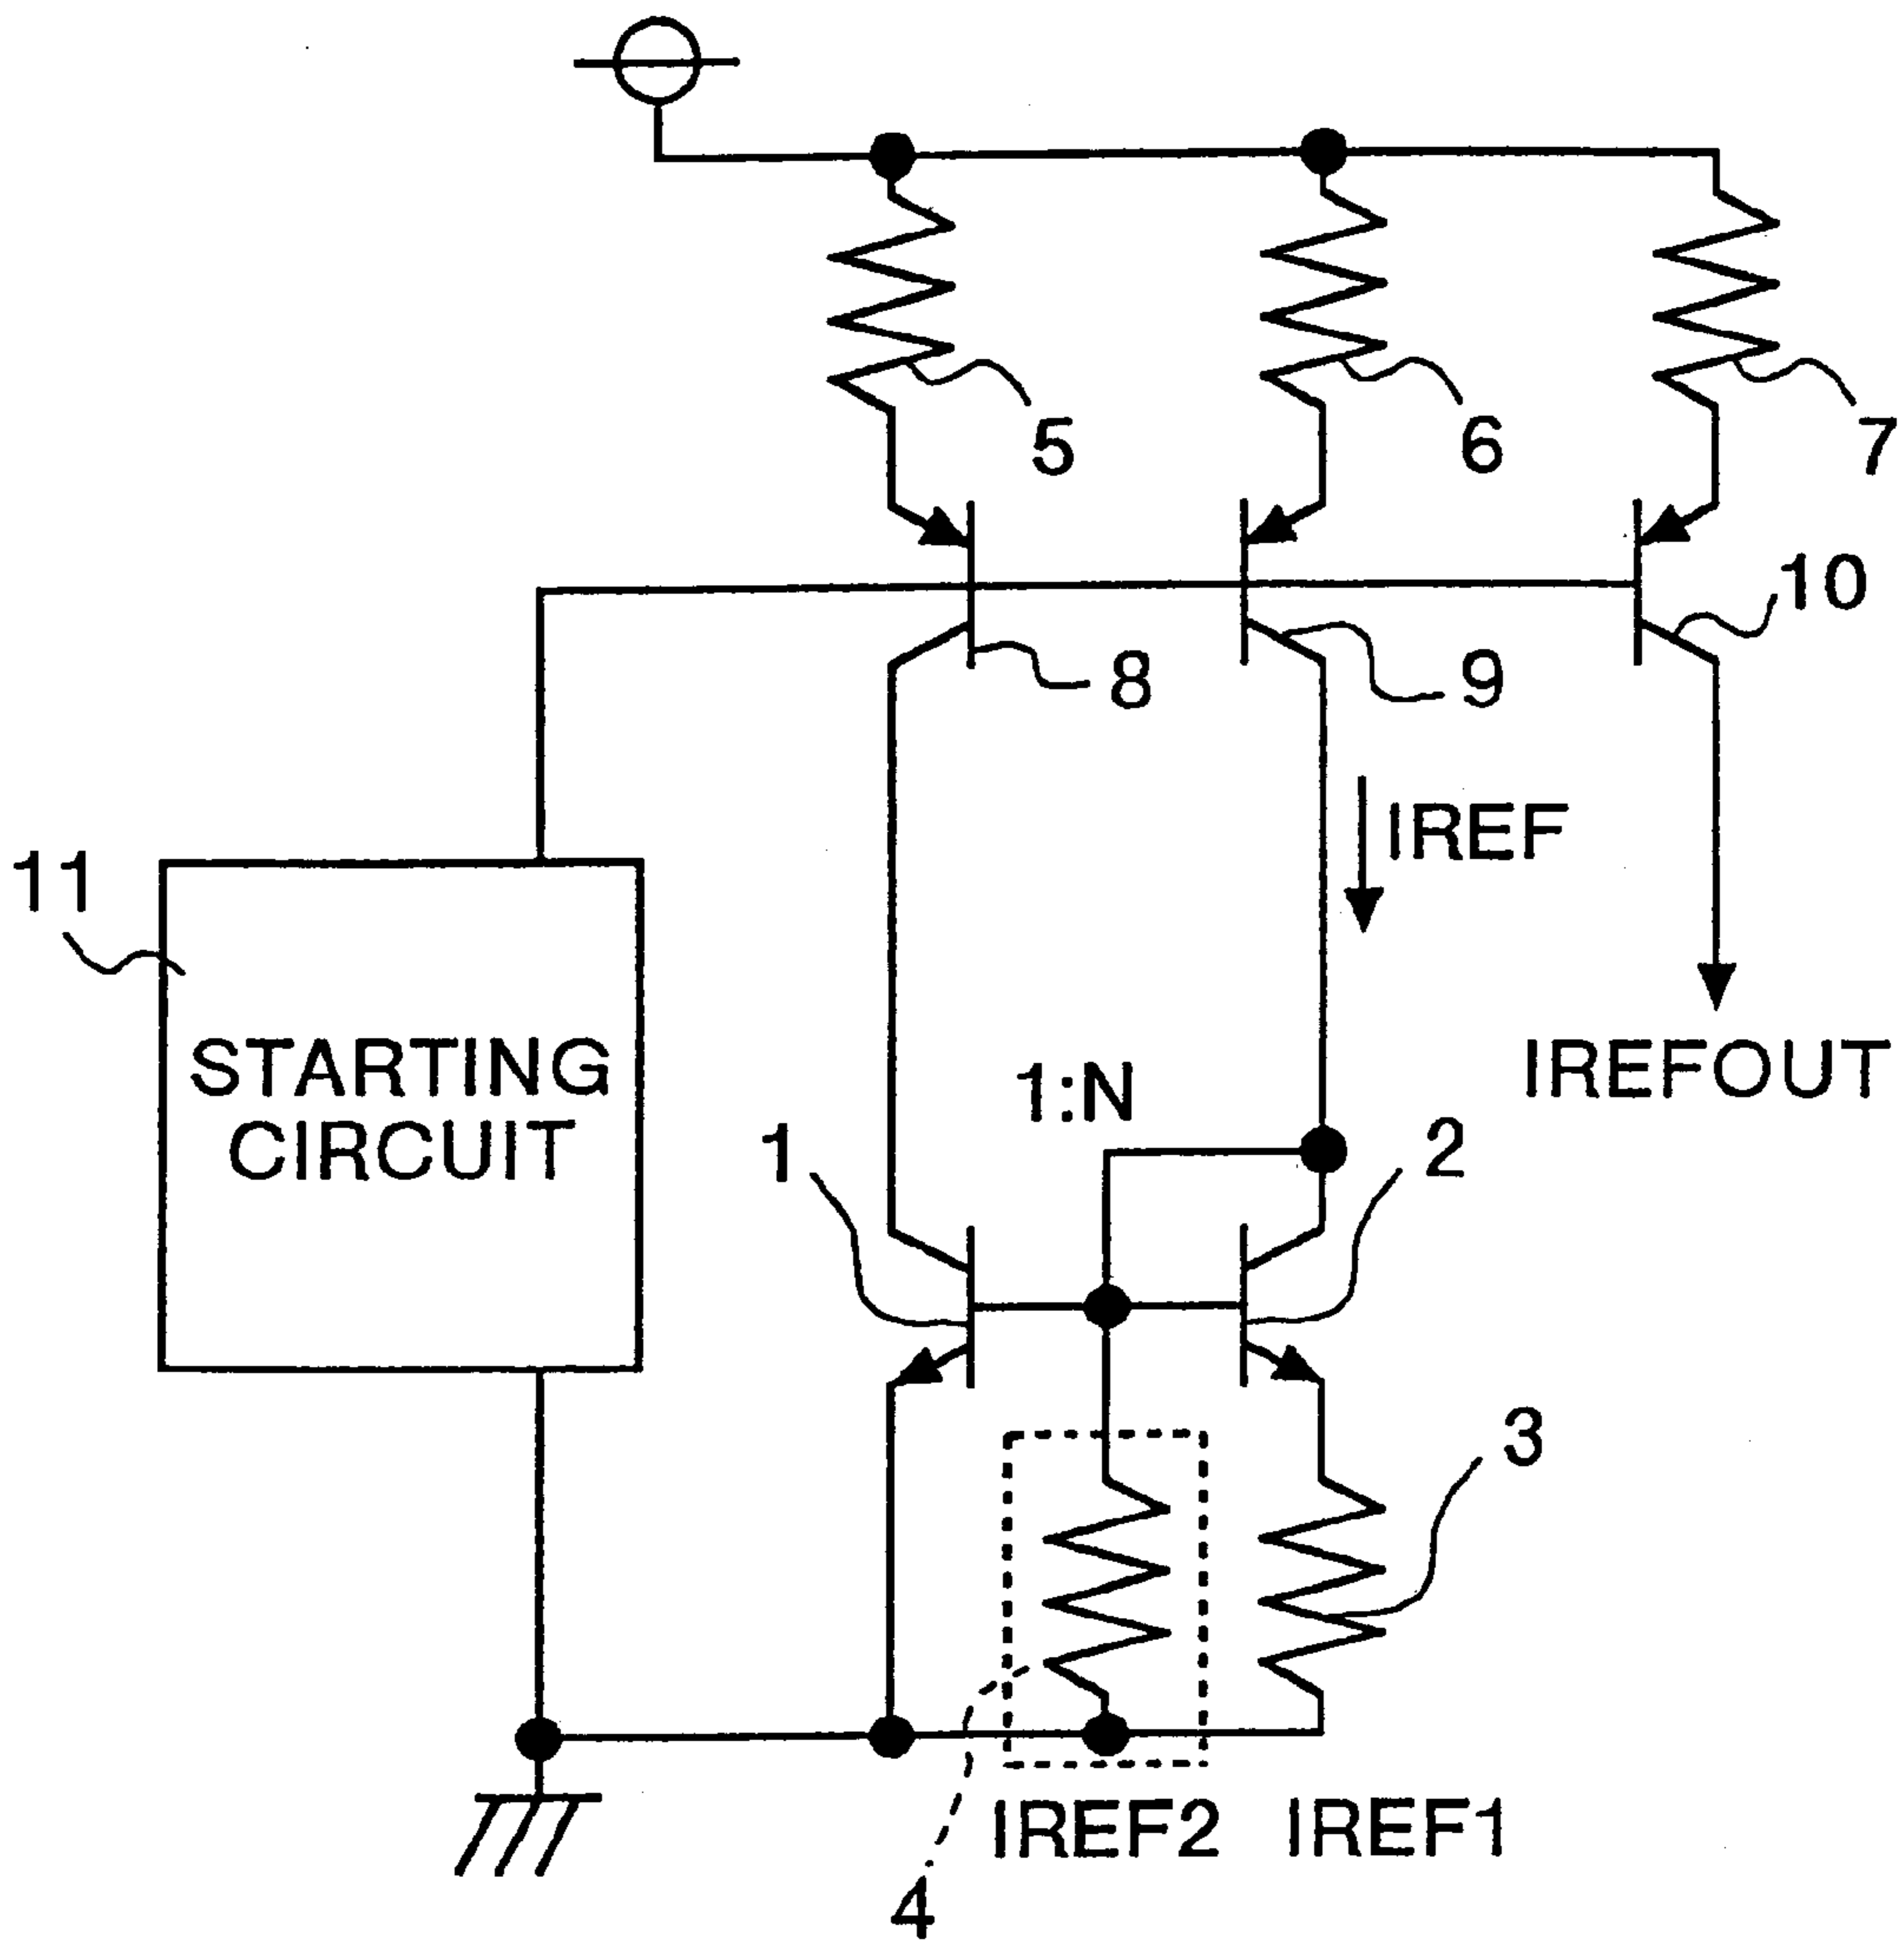 5
6
7
10
8
9
IREF
11
STARTING
CIRCUIT
IREFOUT
1:N
1
2
3
IREF2
IREF1
4